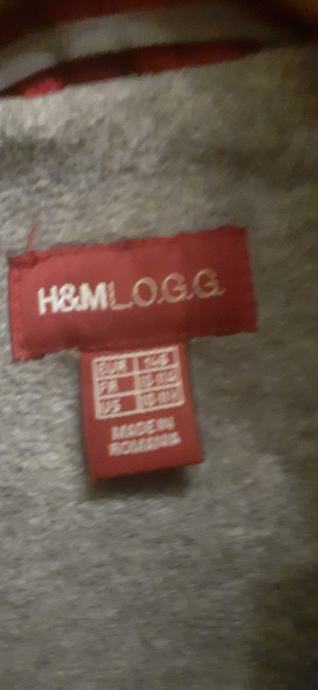 H&M L.O.G.G.
EUR
FR
US
MADE IN
ROMANIA